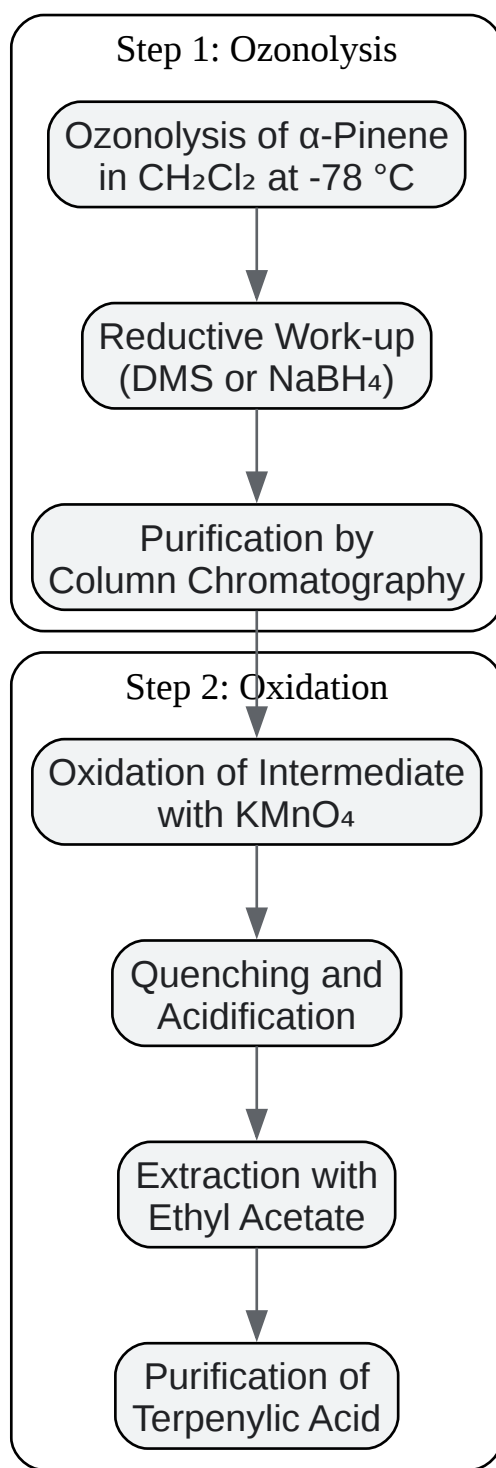 Step 1: Ozonolysis
Ozonolysis of α-Pinene
in CH₂Cl₂ at -78 °C
Reductive Work-up
(DMS or NaBH₄)
Purification by
Column Chromatography
Step 2: Oxidation
Oxidation of Intermediate
with KMnO₄
Quenching and
Acidification
Extraction with
Ethyl Acetate
Purification of
Terpenylic Acid